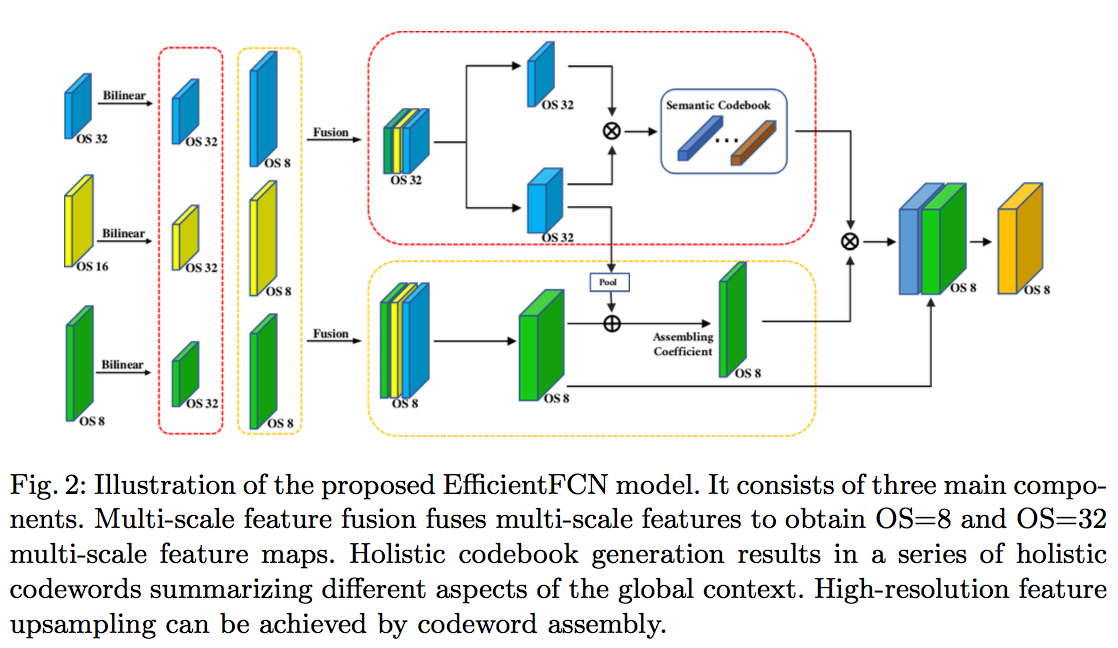 Bilinear
OS 32
OS 32
OS 8
Fusion
OS 32
OS 32
Semantic Codebook
...
OS 32
Bilinear
OS 16
OS 32
OS 8
Pool
OS 8
OS 8
Fusion
Bilinear
OS 8
OS 32
OS 8
OS 8
OS 8
Assembling
Coefficient
OS 8
Fig. 2: Illustration of the proposed EfficientFCN model. It consists of three main compo-
nents. Multi-scale feature fusion fuses multi-scale features to obtain OS=8 and OS=32
multi-scale feature maps. Holistic codebook generation results in a series of holistic
codewords summarizing different aspects of the global context. High-resolution feature
upsampling can be achieved by codeword assembly.